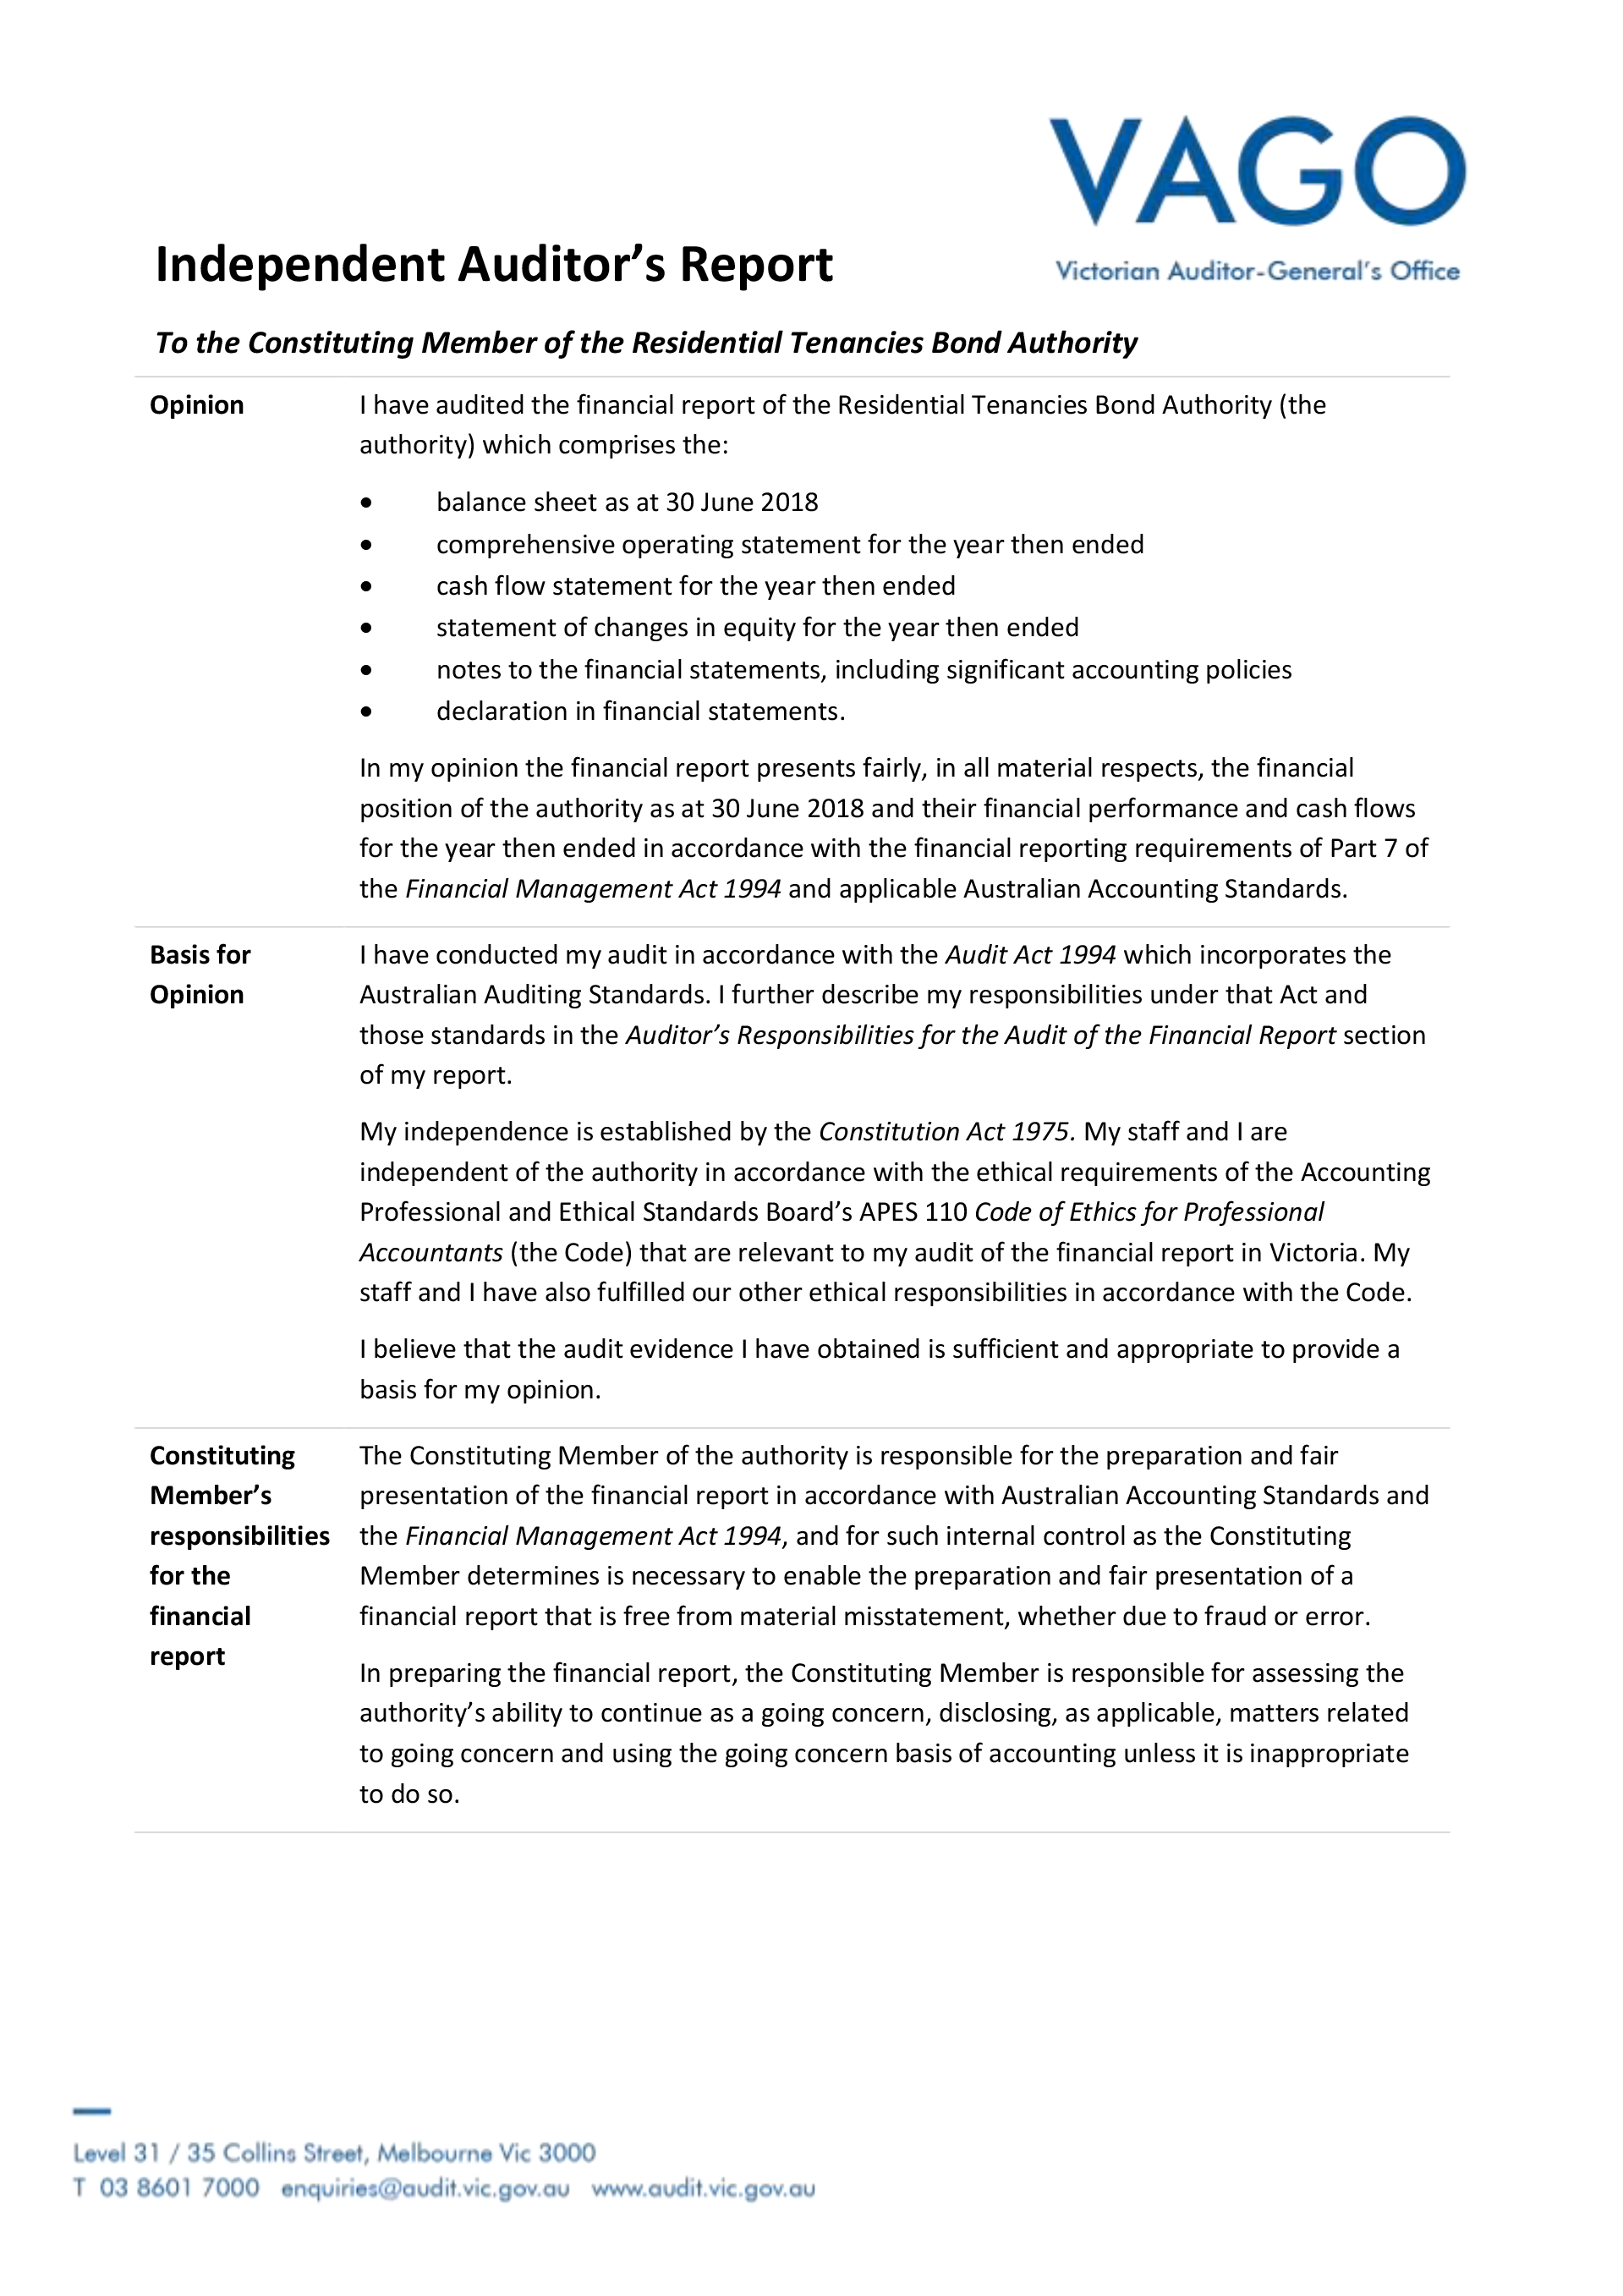 VAGO
Victorian Auditor-General's Office
Independent Auditor’s Report
To the Constituting Member of the Residential Tenancies Bond Authority
Opinion
I have audited the financial report of the Residential Tenancies Bond Authority (the
authority) which comprises the:
• balance sheet as at 30 June 2018
• comprehensive operating statement for the year then ended
• cash flow statement for the year then ended
• statement of changes in equity for the year then ended
• notes to the financial statements, including significant accounting policies
• declaration in financial statements.
In my opinion the financial report presents fairly, in all material respects, the financial
position of the authority as at 30 June 2018 and their financial performance and cash flows
for the year then ended in accordance with the financial reporting requirements of Part 7 of
the Financial Management Act 1994 and applicable Australian Accounting Standards.
Basis for
Opinion
I have conducted my audit in accordance with the Audit Act 1994 which incorporates the
Australian Auditing Standards. I further describe my responsibilities under that Act and
those standards in the Auditor’s Responsibilities for the Audit of the Financial Report section
of my report.
My independence is established by the Constitution Act 1975. My staff and I are
independent of the authority in accordance with the ethical requirements of the Accounting
Professional and Ethical Standards Board’s APES 110 Code of Ethics for Professional
Accountants (the Code) that are relevant to my audit of the financial report in Victoria. My
staff and I have also fulfilled our other ethical responsibilities in accordance with the Code.
I believe that the audit evidence I have obtained is sufficient and appropriate to provide a
basis for my opinion.
Constituting
Member’s
responsibilities
for the
financial
report
The Constituting Member of the authority is responsible for the preparation and fair
presentation of the financial report in accordance with Australian Accounting Standards and
the Financial Management Act 1994, and for such internal control as the Constituting
Member determines is necessary to enable the preparation and fair presentation of a
financial report that is free from material misstatement, whether due to fraud or error.
In preparing the financial report, the Constituting Member is responsible for assessing the
authority’s ability to continue as a going concern, disclosing, as applicable, matters related
to going concern and using the going concern basis of accounting unless it is inappropriate
to do so.
Level 31 / 35 Collins Street, Melbourne Vic 3000
T 03 8601 7000 enquiries@audit.vic.gov.au www.audit.vic.gov.au